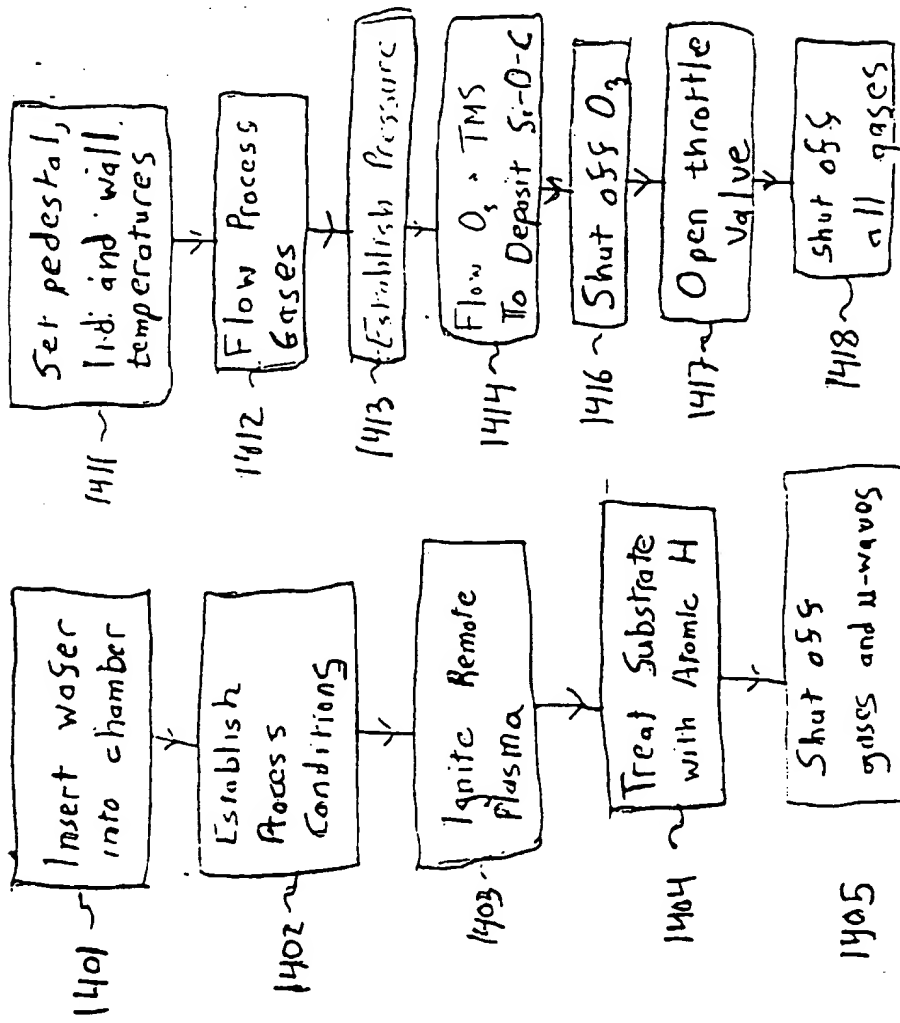 1401
Insert wafer
into chamber
1402
Establish
Process
Conditions
1403
Ignite Remote
Plasma
1404
Treat Substrate
with Atomic H
1405
Shut off
gases and μ-waves
1411
Set pedestal,
lid and wall
temperatures
1412
Flow Process
Gases
1413
Establish Pressure
1414
Flow O₃ + TMS
To Deposit Si-O-C
1416
Shut off O₃
1417
Open throttle
Valve
1418
Shut off
all gases